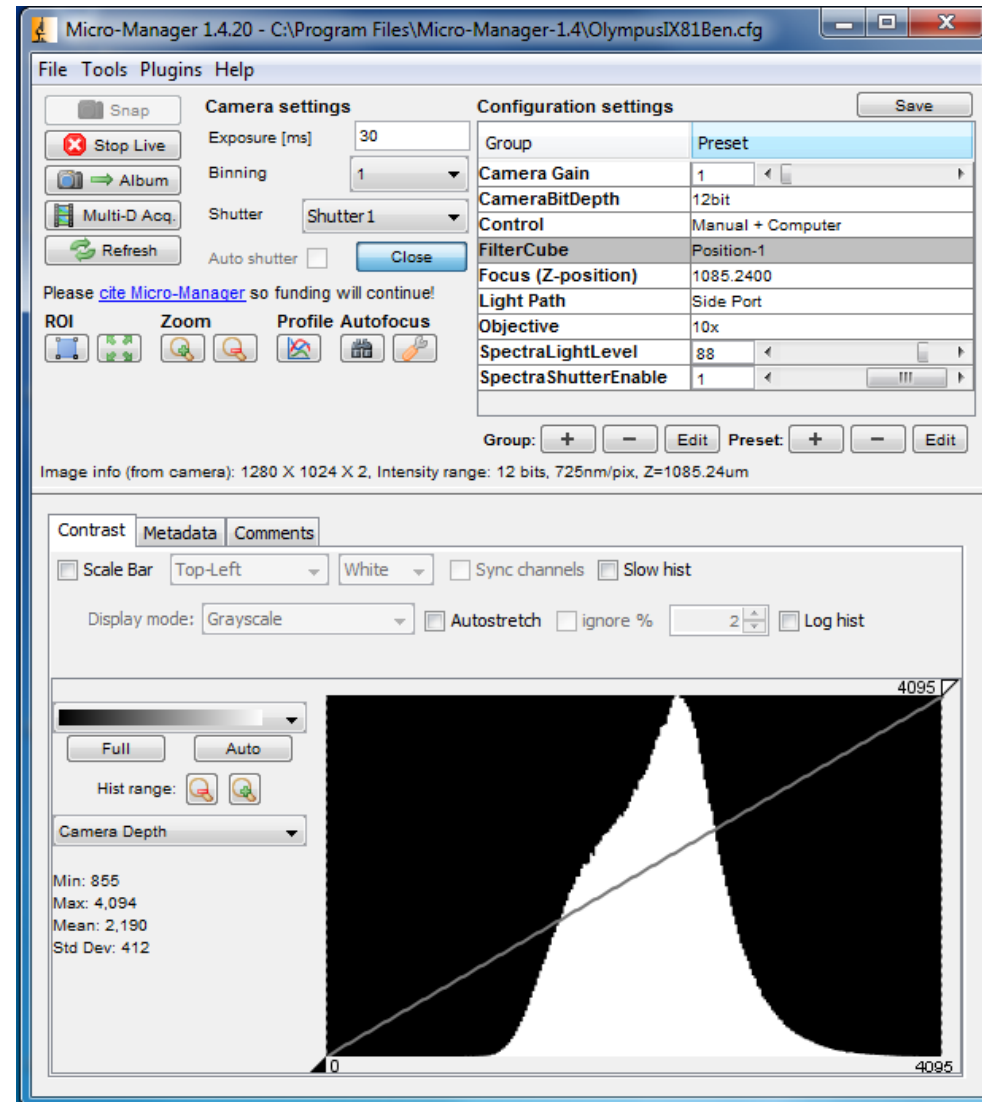 Micro-Manager 1.4.20 - C:\Program Files\Micro-Manager-1.4\OlympusIX81Ben.cfg
File Tools Plugins Help
Snap
Stop Live
Album
Multi-D Acq.
Refresh
Camera settings
Exposure [ms] 30
Binning 1
Shutter Shutter1
Auto shutter Close
Please cite Micro-Manager so funding will continue!
ROI Zoom Profile Autofocus
Configuration settings Save
Group Preset
Camera Gain 1
CameraBitDepth 12bit
Control Manual + Computer
FilterCube Position-1
Focus (Z-position) 1085.2400
Light Path Side Port
Objective 10x
SpectraLightLevel 88
SpectraShutterEnable 1
Group: + - Edit Preset: + - Edit
Image info (from camera): 1280 X 1024 X 2, Intensity range: 12 bits, 725nm/pix, Z=1085.24um
Contrast Metadata Comments
Scale Bar Top-Left White Sync channels Slow hist
Display mode: Grayscale Autostretch ignore % 2 Log hist
Full Auto
Hist range:
Camera Depth
Min: 855
Max: 4,094
Mean: 2,190
Std Dev: 412
4095
0 4095